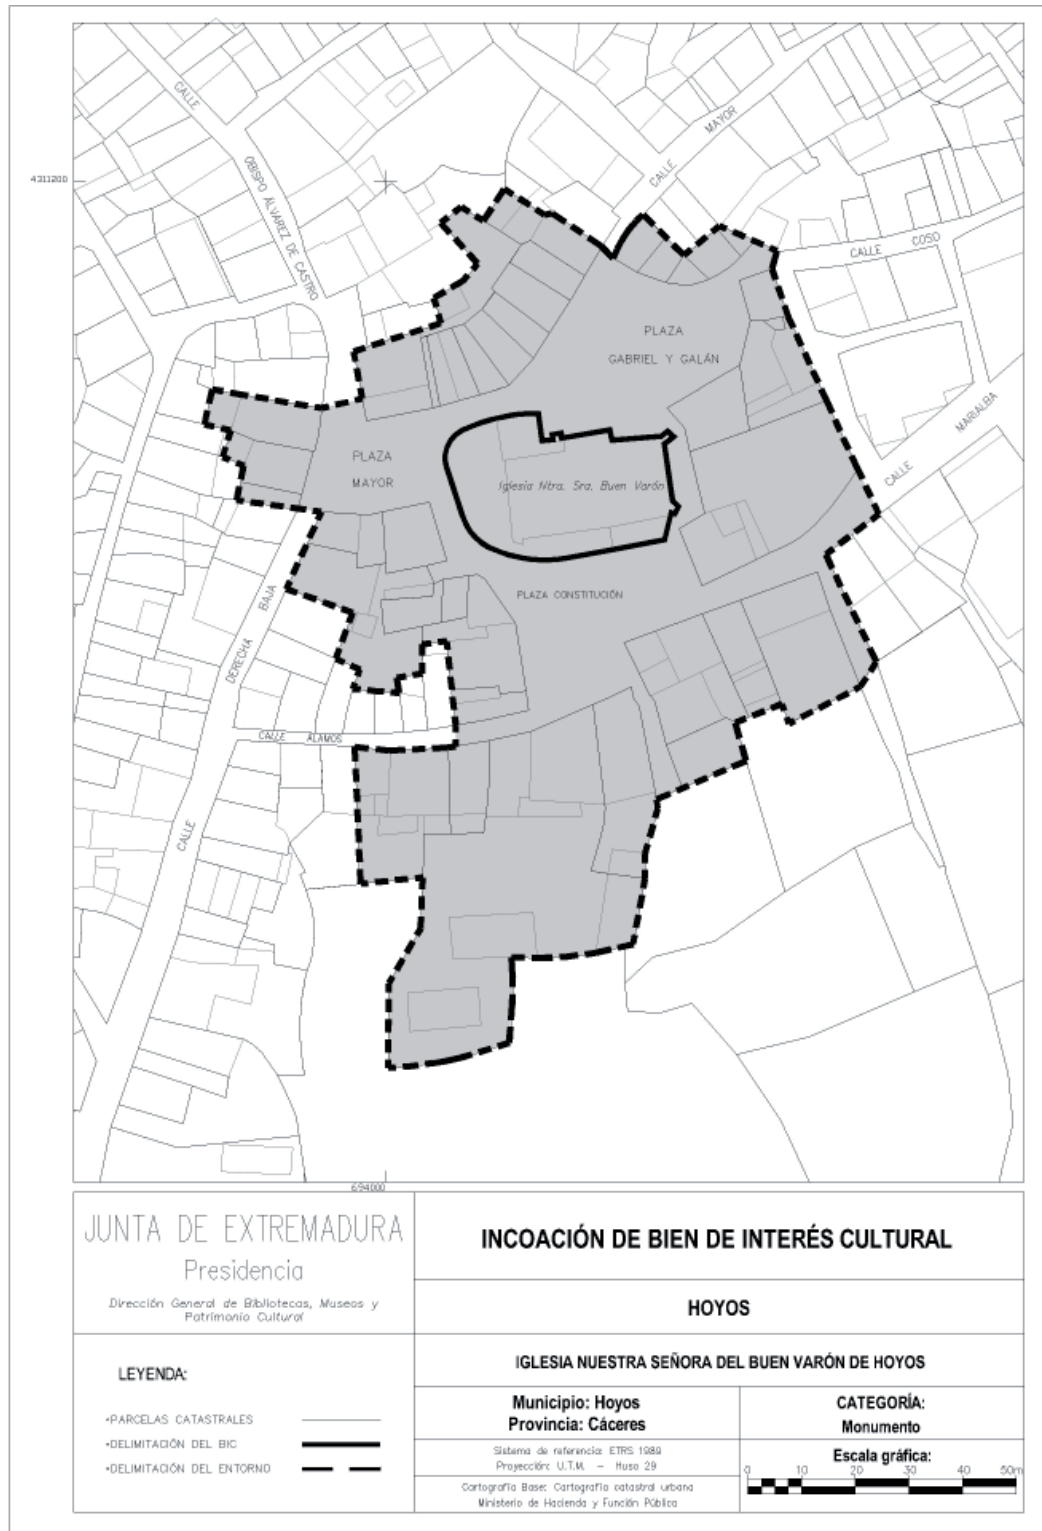 CALLE
OBISPO ÁLVAREZ DE CASTRO
CALLE MAYOR
4311200
CALLE COSO
PLAZA
GABRIEL Y GALÁN
CALLE MARIALBA
PLAZA
MAYOR
Iglesia Ntra. Sra. Buen Varón
PLAZA CONSTITUCIÓN
CALLE DERECHA BAJA
CALLE ÁLAMOS
694000
JUNTA DE EXTREMADURA
Presidencia
Dirección General de Bibliotecas, Museos y
Patrimonio Cultural
INCOACIÓN DE BIEN DE INTERÉS CULTURAL
HOYOS
IGLESIA NUESTRA SEÑORA DEL BUEN VARÓN DE HOYOS
LEYENDA:
•PARCELAS CATASTRALES
•DELIMITACIÓN DEL BIC
•DELIMITACIÓN DEL ENTORNO
Municipio: Hoyos
Provincia: Cáceres
CATEGORÍA:
Monumento
Sistema de referencia: ETRS 1989
Proyección: U.T.M. – Huso 29
Cartografía Base: Cartografía catastral urbana
Ministerio de Hacienda y Función Pública
Escala gráfica:
0 10 20 30 40 50m